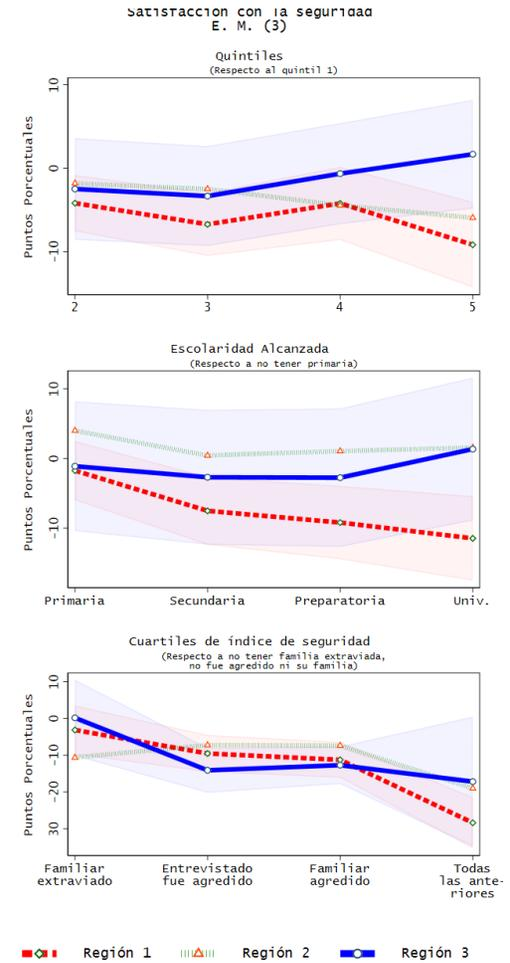 Satisfacción con la seguridad
E. M. (3)
Quintiles
(Respecto al quintil 1)
Puntos Porcentuales
10
0
-10
2 3 4 5
Escolaridad Alcanzada
(Respecto a no tener primaria)
Puntos Porcentuales
10
0
-10
Primaria Secundaria Preparatoria Univ.
Cuartiles de índice de seguridad
(Respecto a no tener familia extraviada,
no fue agredido ni su familia)
Puntos Porcentuales
10
0
-10
-20
30
Familiar Entrevistado Familiar Todas
extraviado fue agredido agredido las ante-
riores
Región 1 Región 2 Región 3